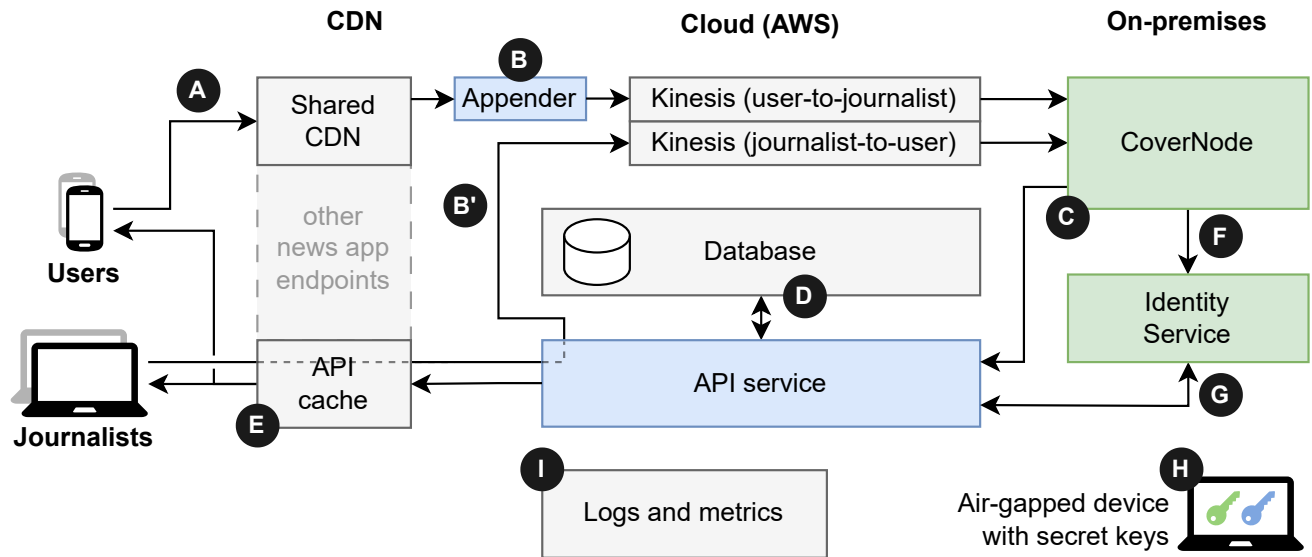 CDN
Cloud (AWS)
On-premises
A
B
Shared
CDN
Appender
Kinesis (user-to-journalist)
Kinesis (journalist-to-user)
CoverNode
B'
C
F
other
news app
endpoints
Database
D
Users
Identity
Service
API
cache
API service
G
E
Journalists
I
Logs and metrics
H
Air-gapped device
with secret keys